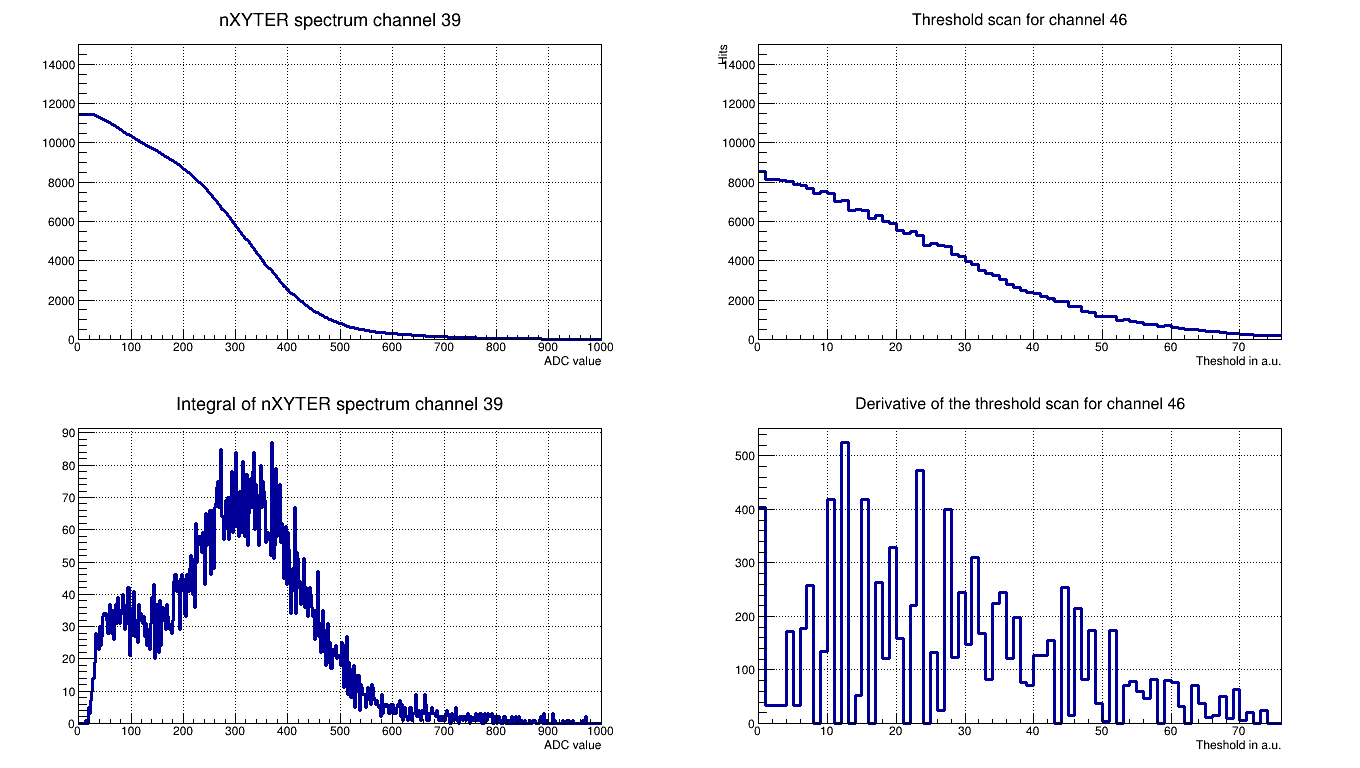 nXYTER spectrum channel 39
14000
12000
10000
8000
6000
4000
2000
0
0 100 200 300 400 500 600 700 800 900 1000
ADC value
Threshold scan for channel 46
Hits
14000
12000
10000
8000
6000
4000
2000
0
0 10 20 30 40 50 60 70
Theshold in a.u.
Integral of nXYTER spectrum channel 39
90
80
70
60
50
40
30
20
10
0
0 100 200 300 400 500 600 700 800 900 1000
ADC value
Derivative of the threshold scan for channel 46
500
400
300
200
100
0
0 10 20 30 40 50 60 70
Theshold in a.u.